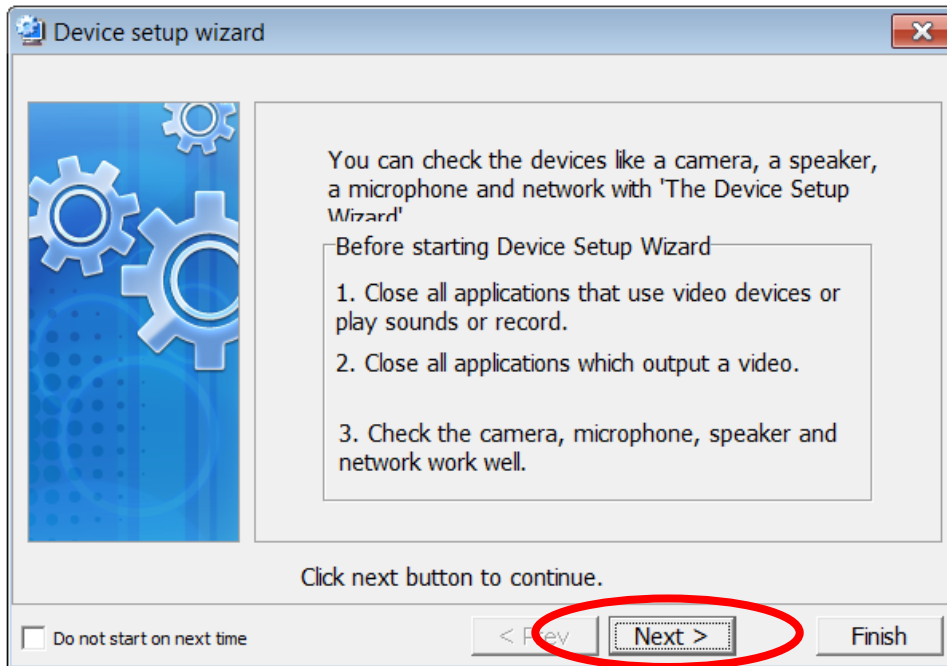 Device setup wizard
You can check the devices like a camera, a speaker,
a microphone and network with 'The Device Setup
Wizard'
Before starting Device Setup Wizard
1. Close all applications that use video devices or
play sounds or record.
2. Close all applications which output a video.
3. Check the camera, microphone, speaker and
network work well.
Click next button to continue.
Do not start on next time
< Prev
Next >
Finish